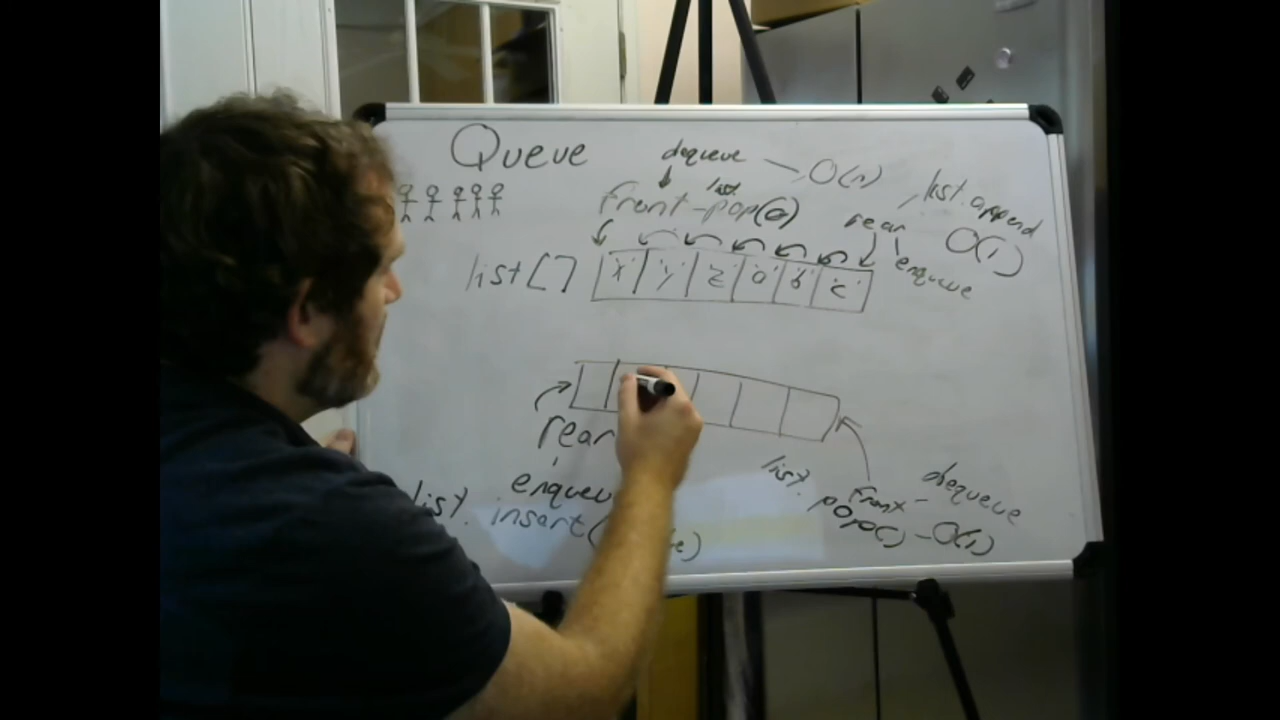 Queue
dequeue – O(n)
list.
front - pop(0)
list.append
rear
O(1)
enqueue
list[] 'x' 'y' 'z' 'a' 'b' 'c'
rear
enqueu
list. insert(
list. pop() - O(1)
front - dequeue